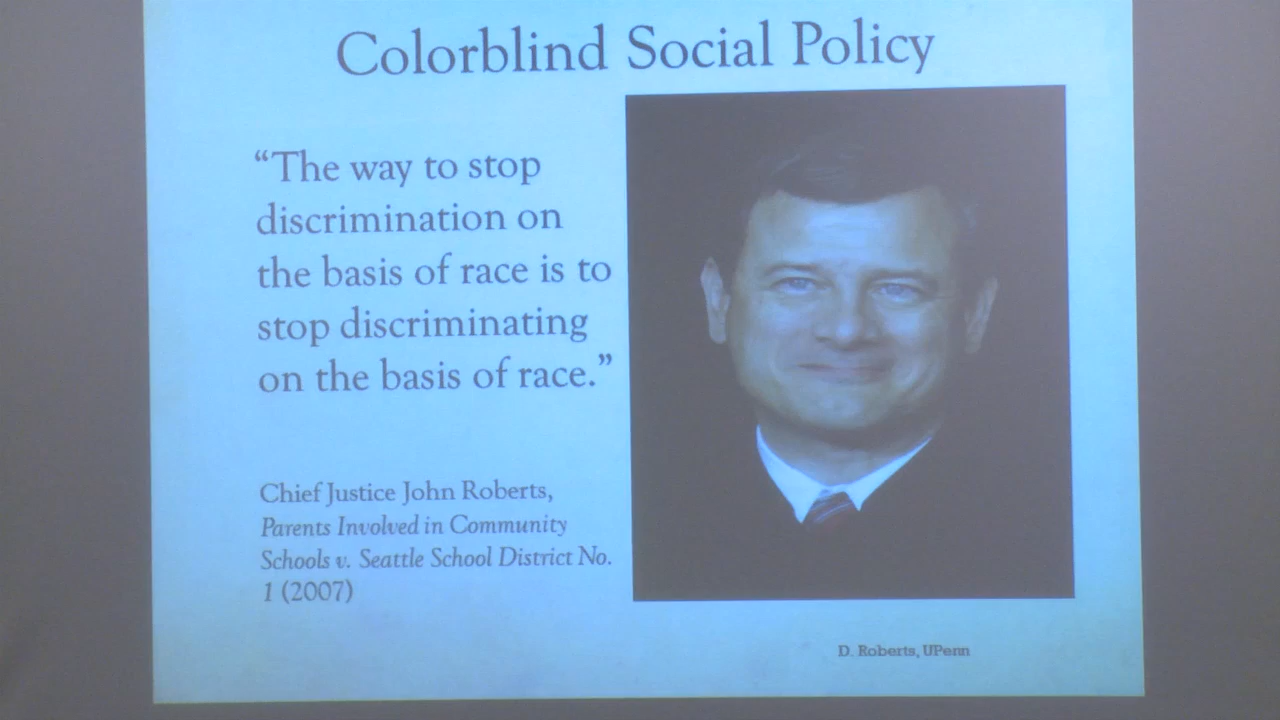 Colorblind Social Policy
“The way to stop
discrimination on
the basis of race is to
stop discriminating
on the basis of race.”
Chief Justice John Roberts,
Parents Involved in Community
Schools v. Seattle School District No.
1 (2007)
D. Roberts, UPenn